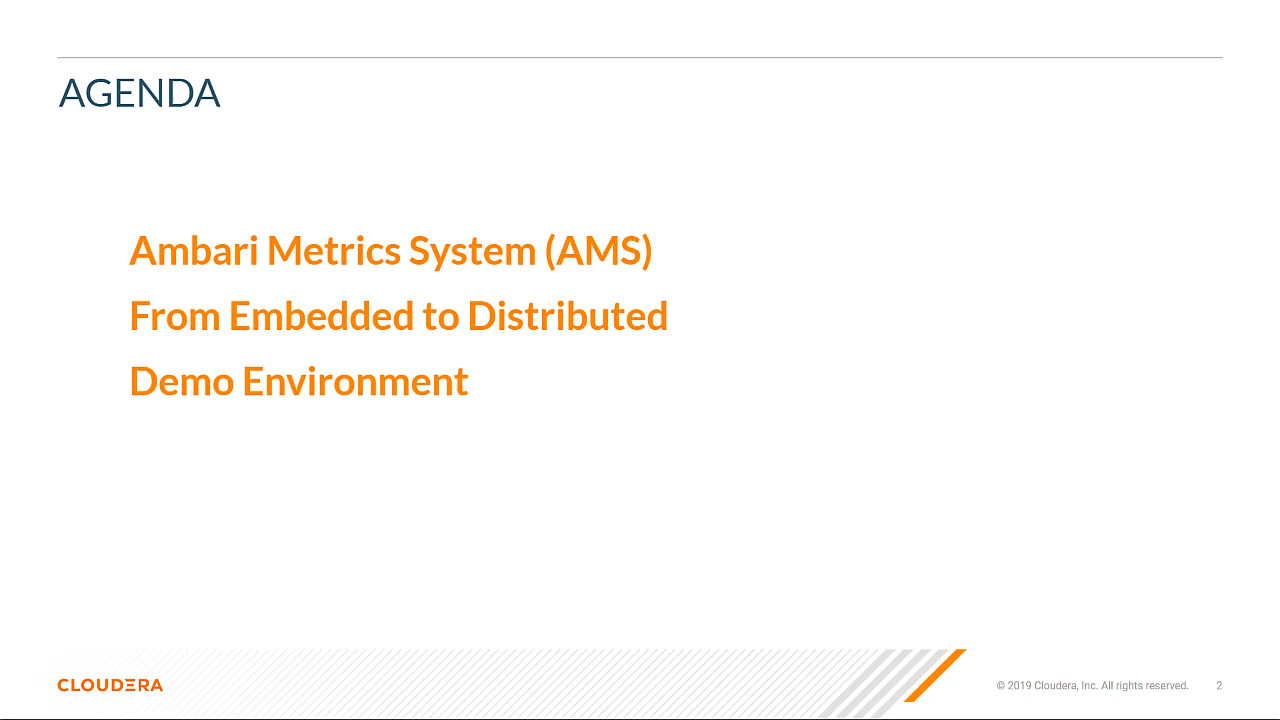 AGENDA
Ambari Metrics System (AMS)
From Embedded to Distributed
Demo Environment
CLOUDERA
© 2019 Cloudera, Inc. All rights reserved.
2